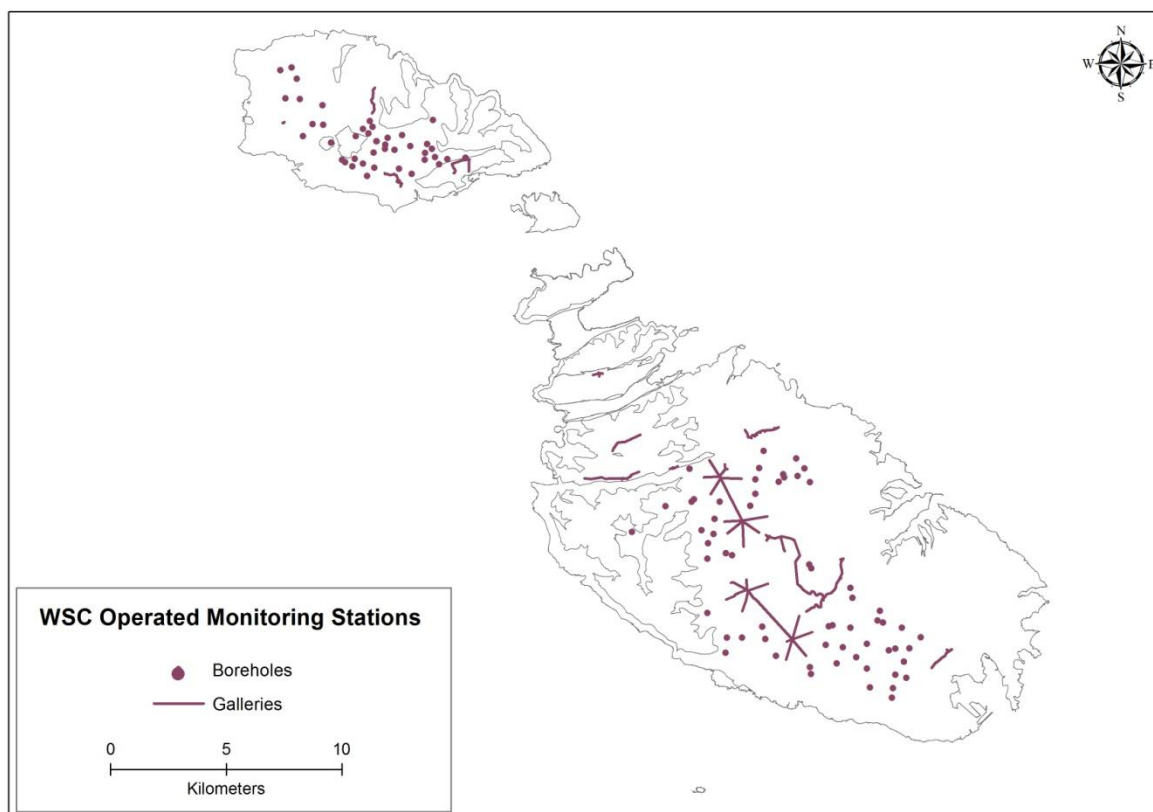 N
W E
S
WSC Operated Monitoring Stations
Boreholes
Galleries
0 5 10
Kilometers